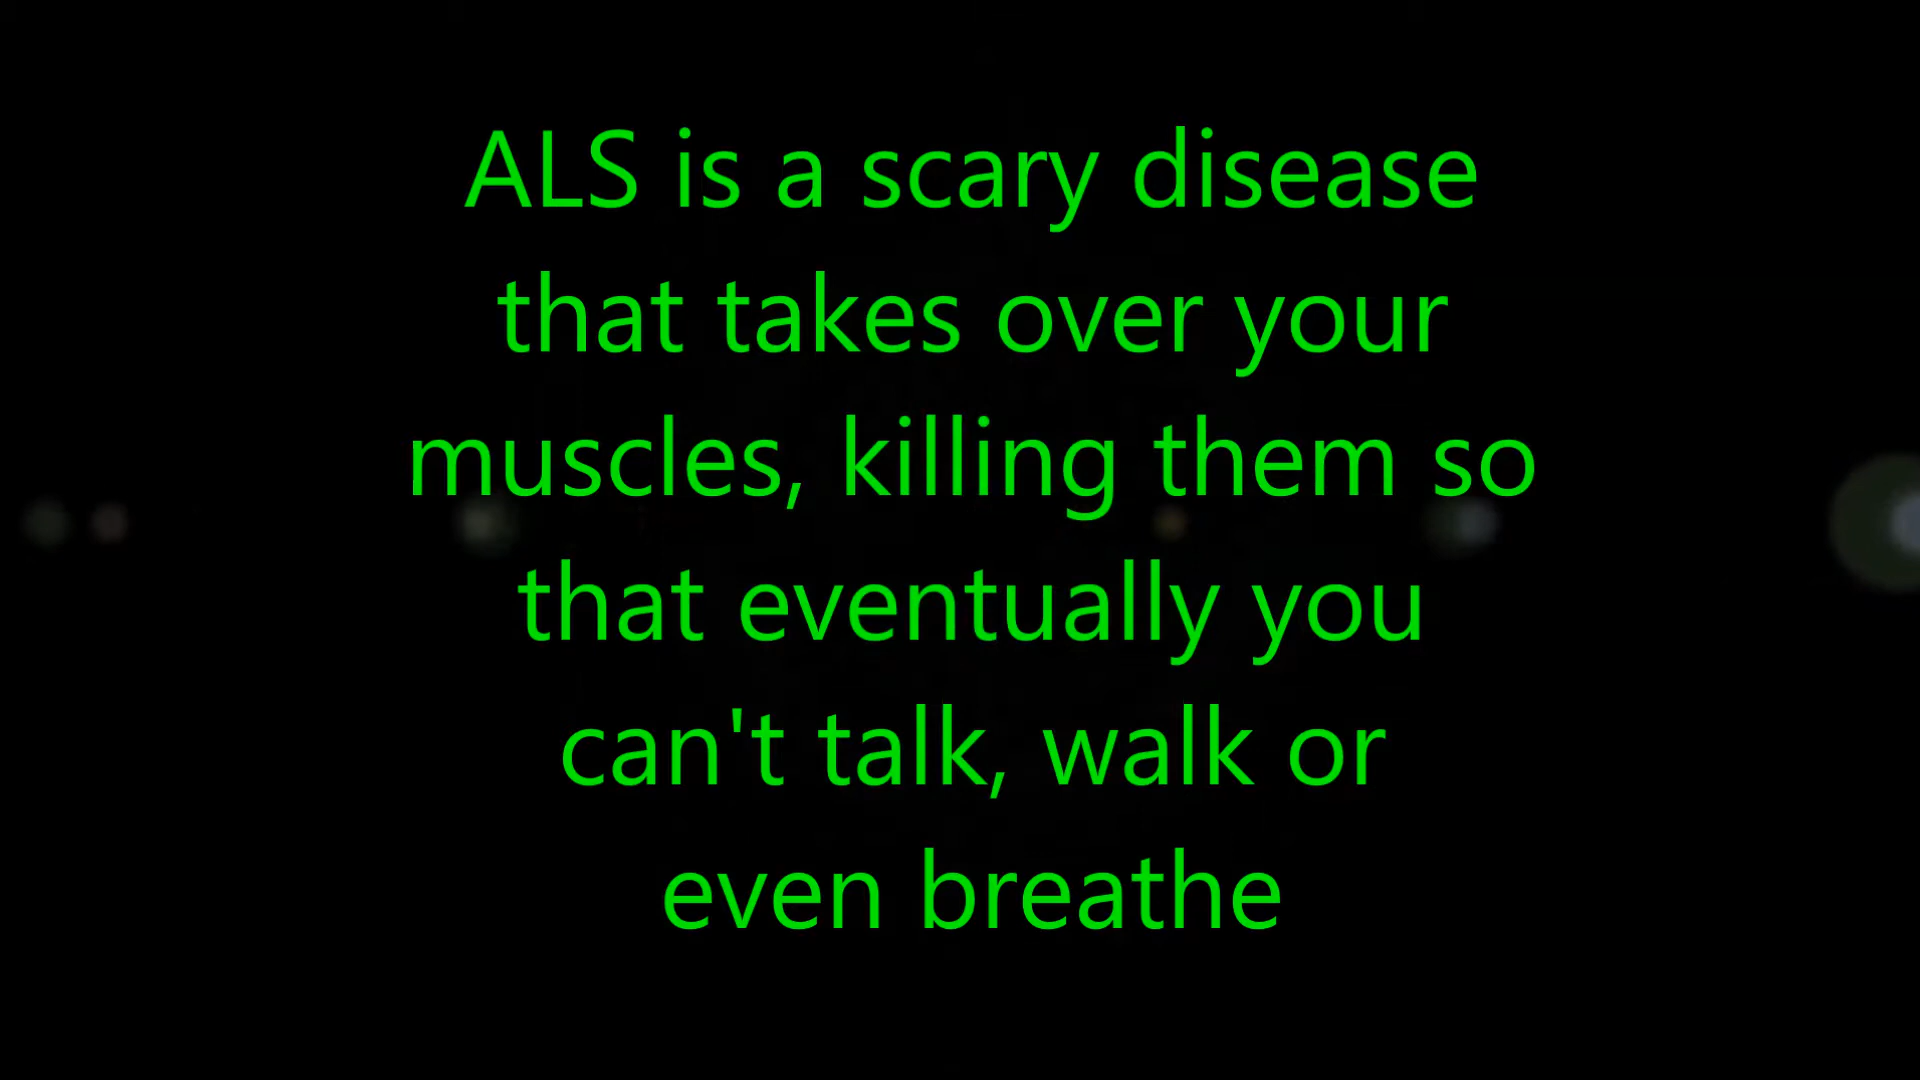 ALS is a scary disease
that takes over your
muscles, killing them so
that eventually you
can't talk, walk or
even breathe